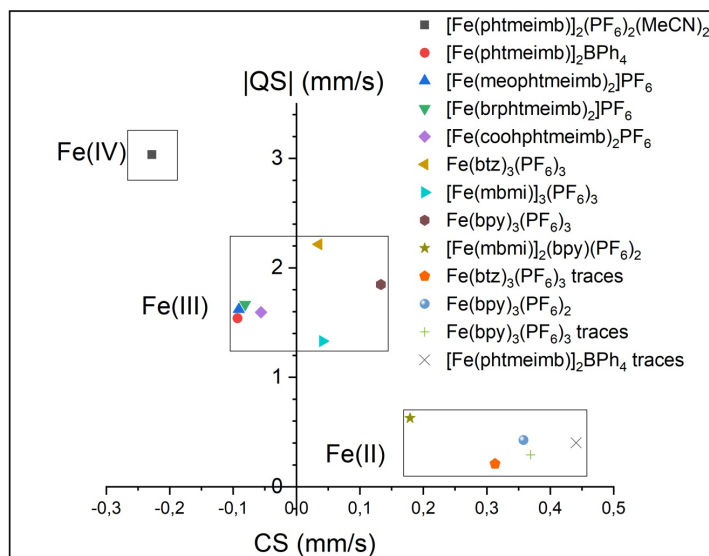 |QS| (mm/s)
[Fe(phtmeimb)]₂(PF₆)₂(MeCN)₂
[Fe(phtmeimb)]₂BPh₄
[Fe(meophtmeimb)₂]PF₆
[Fe(brphtmeimb)₂]PF₆
[Fe(coohphtmeimb)₂PF₆
Fe(btz)₃(PF₆)₃
[Fe(mbmi)]₃(PF₆)₃
Fe(bpy)₃(PF₆)₃
[Fe(mbmi)]₂(bpy)(PF₆)₂
Fe(btz)₃(PF₆)₃ traces
Fe(bpy)₃(PF₆)₂
Fe(bpy)₃(PF₆)₃ traces
[Fe(phtmeimb)]₂BPh₄ traces
Fe(IV)
3
2
Fe(III)
1
Fe(II)
0
-0,3 -0,2 -0,1 0,0 0,1 0,2 0,3 0,4 0,5
CS (mm/s)